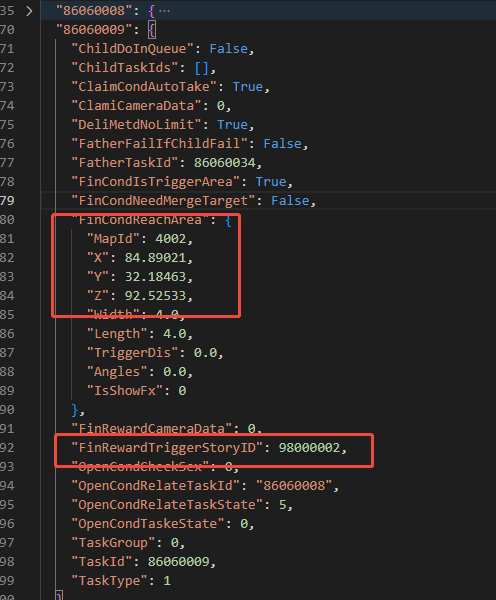 35 > "86060008": { ···
70 "86060009": {
71 "ChildDoInQueue": False,
72 "ChildTaskIds": [],
73 "ClaimCondAutoTake": True,
74 "ClamiCameraData": 0,
75 "DeliMetdNoLimit": True,
76 "FatherFailIfChildFail": False,
77 "FatherTaskId": 86060034,
78 "FinCondIsTriggerArea": True,
79 "FinCondNeedMergeTarget": False,
80 "FinCondReachArea": {
81 "MapId": 4002,
82 "X": 84.89021,
83 "Y": 32.18463,
84 "Z": 92.52533,
85 "Width": 4.0,
86 "Length": 4.0,
87 "TriggerDis": 0.0,
88 "Angles": 0.0,
89 "IsShowFx": 0
90 },
91 "FinRewardCameraData": 0,
92 "FinRewardTriggerStoryID": 98000002,
93 "OpenCondCheckSex": 0,
94 "OpenCondRelateTaskId": "86060008",
95 "OpenCondRelateTaskState": 5,
96 "OpenCondTaskeState": 0,
97 "TaskGroup": 0,
98 "TaskId": 86060009,
99 "TaskType": 1
00 }